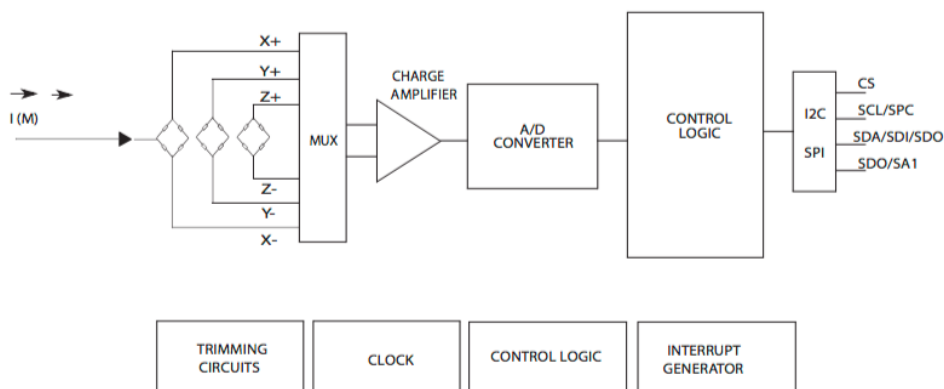 X+
Y+
Z+
I (M)
MUX
Z-
Y-
X-
CHARGE
AMPLIFIER
A/D
CONVERTER
CONTROL
LOGIC
I2C
SPI
CS
SCL/SPC
SDA/SDI/SDO
SDO/SA1
TRIMMING
CIRCUITS
CLOCK
CONTROL LOGIC
INTERRUPT
GENERATOR